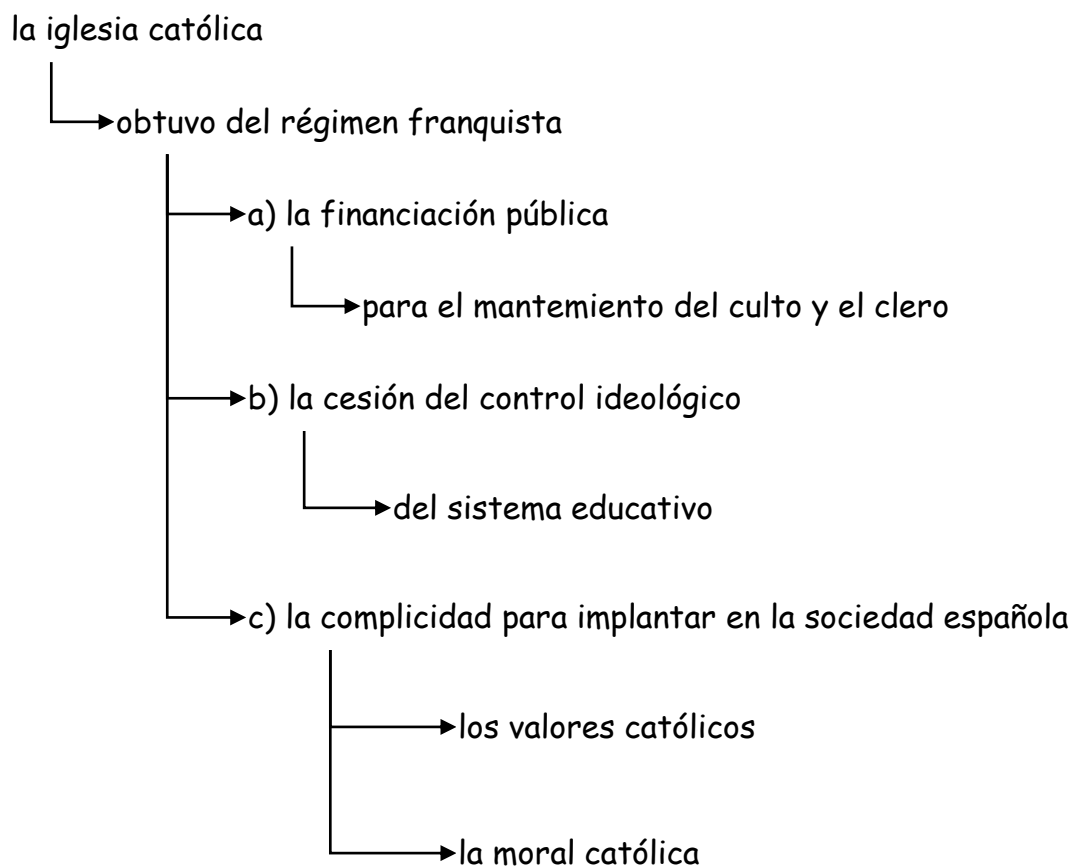 la iglesia católica
obtuvo del régimen franquista
a) la financiación pública
para el mantemiento del culto y el clero
b) la cesión del control ideológico
del sistema educativo
c) la complicidad para implantar en la sociedad española
los valores católicos
la moral católica